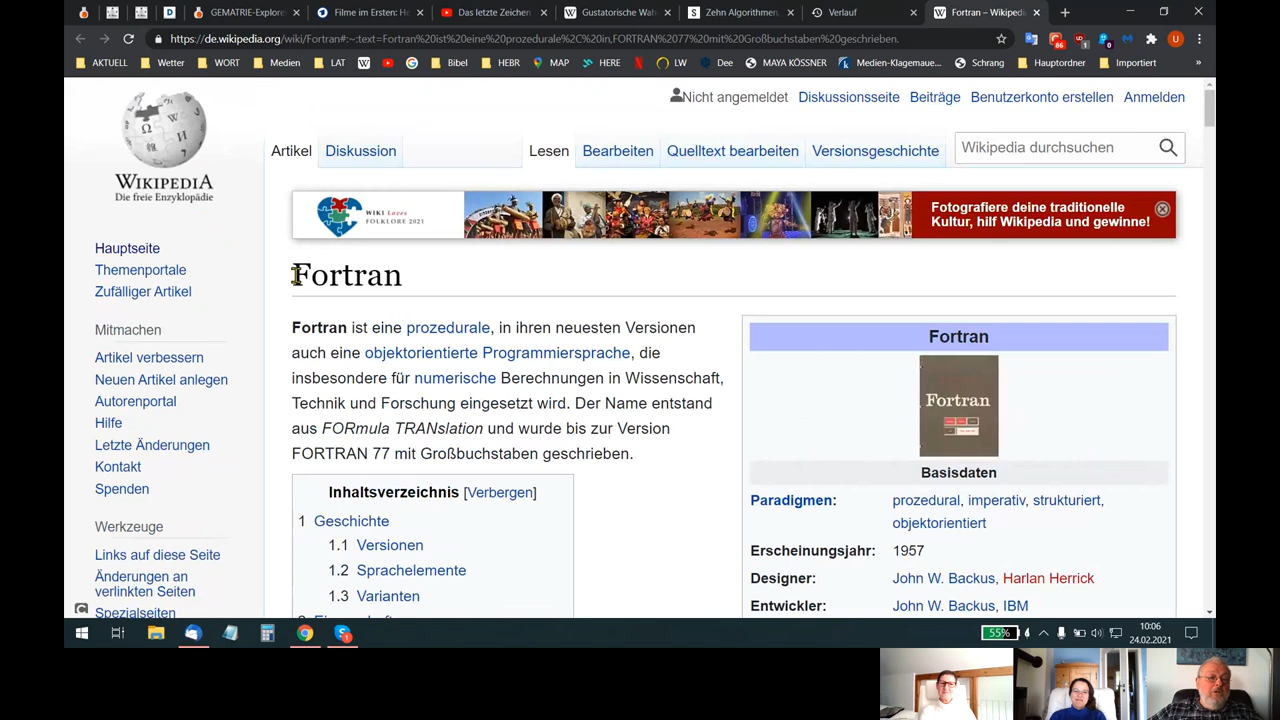 GEMATRIE-Explore
Filme im Ersten: He
Das letzte Zeichen
Gustatorische Wah
Zehn Algorithmen,
Verlauf
Fortran – Wikipedi
https://de.wikipedia.org/wiki/Fortran#:~:text=Fortran%20ist%20eine%20prozedurale%2C%20in,FORTRAN%2077%20mit%20Großbuchstaben%20geschrieben.
AKTUELL Wetter WORT Medien LAT Bibel HEBR MAP HERE LW Dee MAYA KÖSSNER Medien-Klagemaue... Schrang Hauptordner Importiert »
Nicht angemeldet Diskussionsseite Beiträge Benutzerkonto erstellen Anmelden
Artikel Diskussion Lesen Bearbeiten Quelltext bearbeiten Versionsgeschichte Wikipedia durchsuchen
WIKIPEDIA
Die freie Enzyklopädie
WIKI Loves
FOLKLORE 2021
Fotografiere deine traditionelle
Kultur, hilf Wikipedia und gewinne!
Hauptseite
Themenportale
Zufälliger Artikel
Mitmachen
Artikel verbessern
Neuen Artikel anlegen
Autorenportal
Hilfe
Letzte Änderungen
Kontakt
Spenden
Werkzeuge
Links auf diese Seite
Änderungen an
verlinkten Seiten
Spezialseiten
Fortran
Fortran ist eine prozedurale, in ihren neuesten Versionen
auch eine objektorientierte Programmiersprache, die
insbesondere für numerische Berechnungen in Wissenschaft,
Technik und Forschung eingesetzt wird. Der Name entstand
aus FORmula TRANslation und wurde bis zur Version
FORTRAN 77 mit Großbuchstaben geschrieben.
Inhaltsverzeichnis [Verbergen]
1 Geschichte
1.1 Versionen
1.2 Sprachelemente
1.3 Varianten
Fortran
Fortran
Basisdaten
Paradigmen: prozedural, imperativ, strukturiert,
objektorientiert
Erscheinungsjahr: 1957
Designer: John W. Backus, Harlan Herrick
Entwickler: John W. Backus, IBM
55%
10:06
24.02.2021